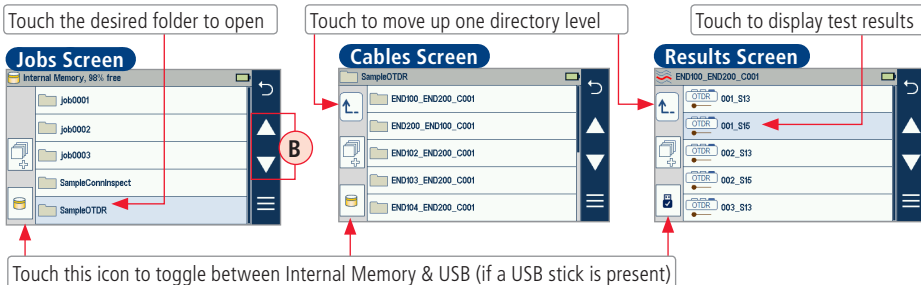 Touch the desired folder to open
Touch to move up one directory level
Touch to display test results
Jobs Screen
Internal Memory, 98% free
job0001
job0002
job0003
SampleConnInspect
SampleOTDR
B
Cables Screen
SampleOTDR
END100_END200_C001
END200_END100_C001
END102_END200_C001
END103_END200_C001
END104_END200_C001
Results Screen
END100_END200_C001
OTDR 001_S13
OTDR 001_S15
OTDR 002_S13
OTDR 002_S15
OTDR 003_S13
Touch this icon to toggle between Internal Memory & USB (if a USB stick is present)